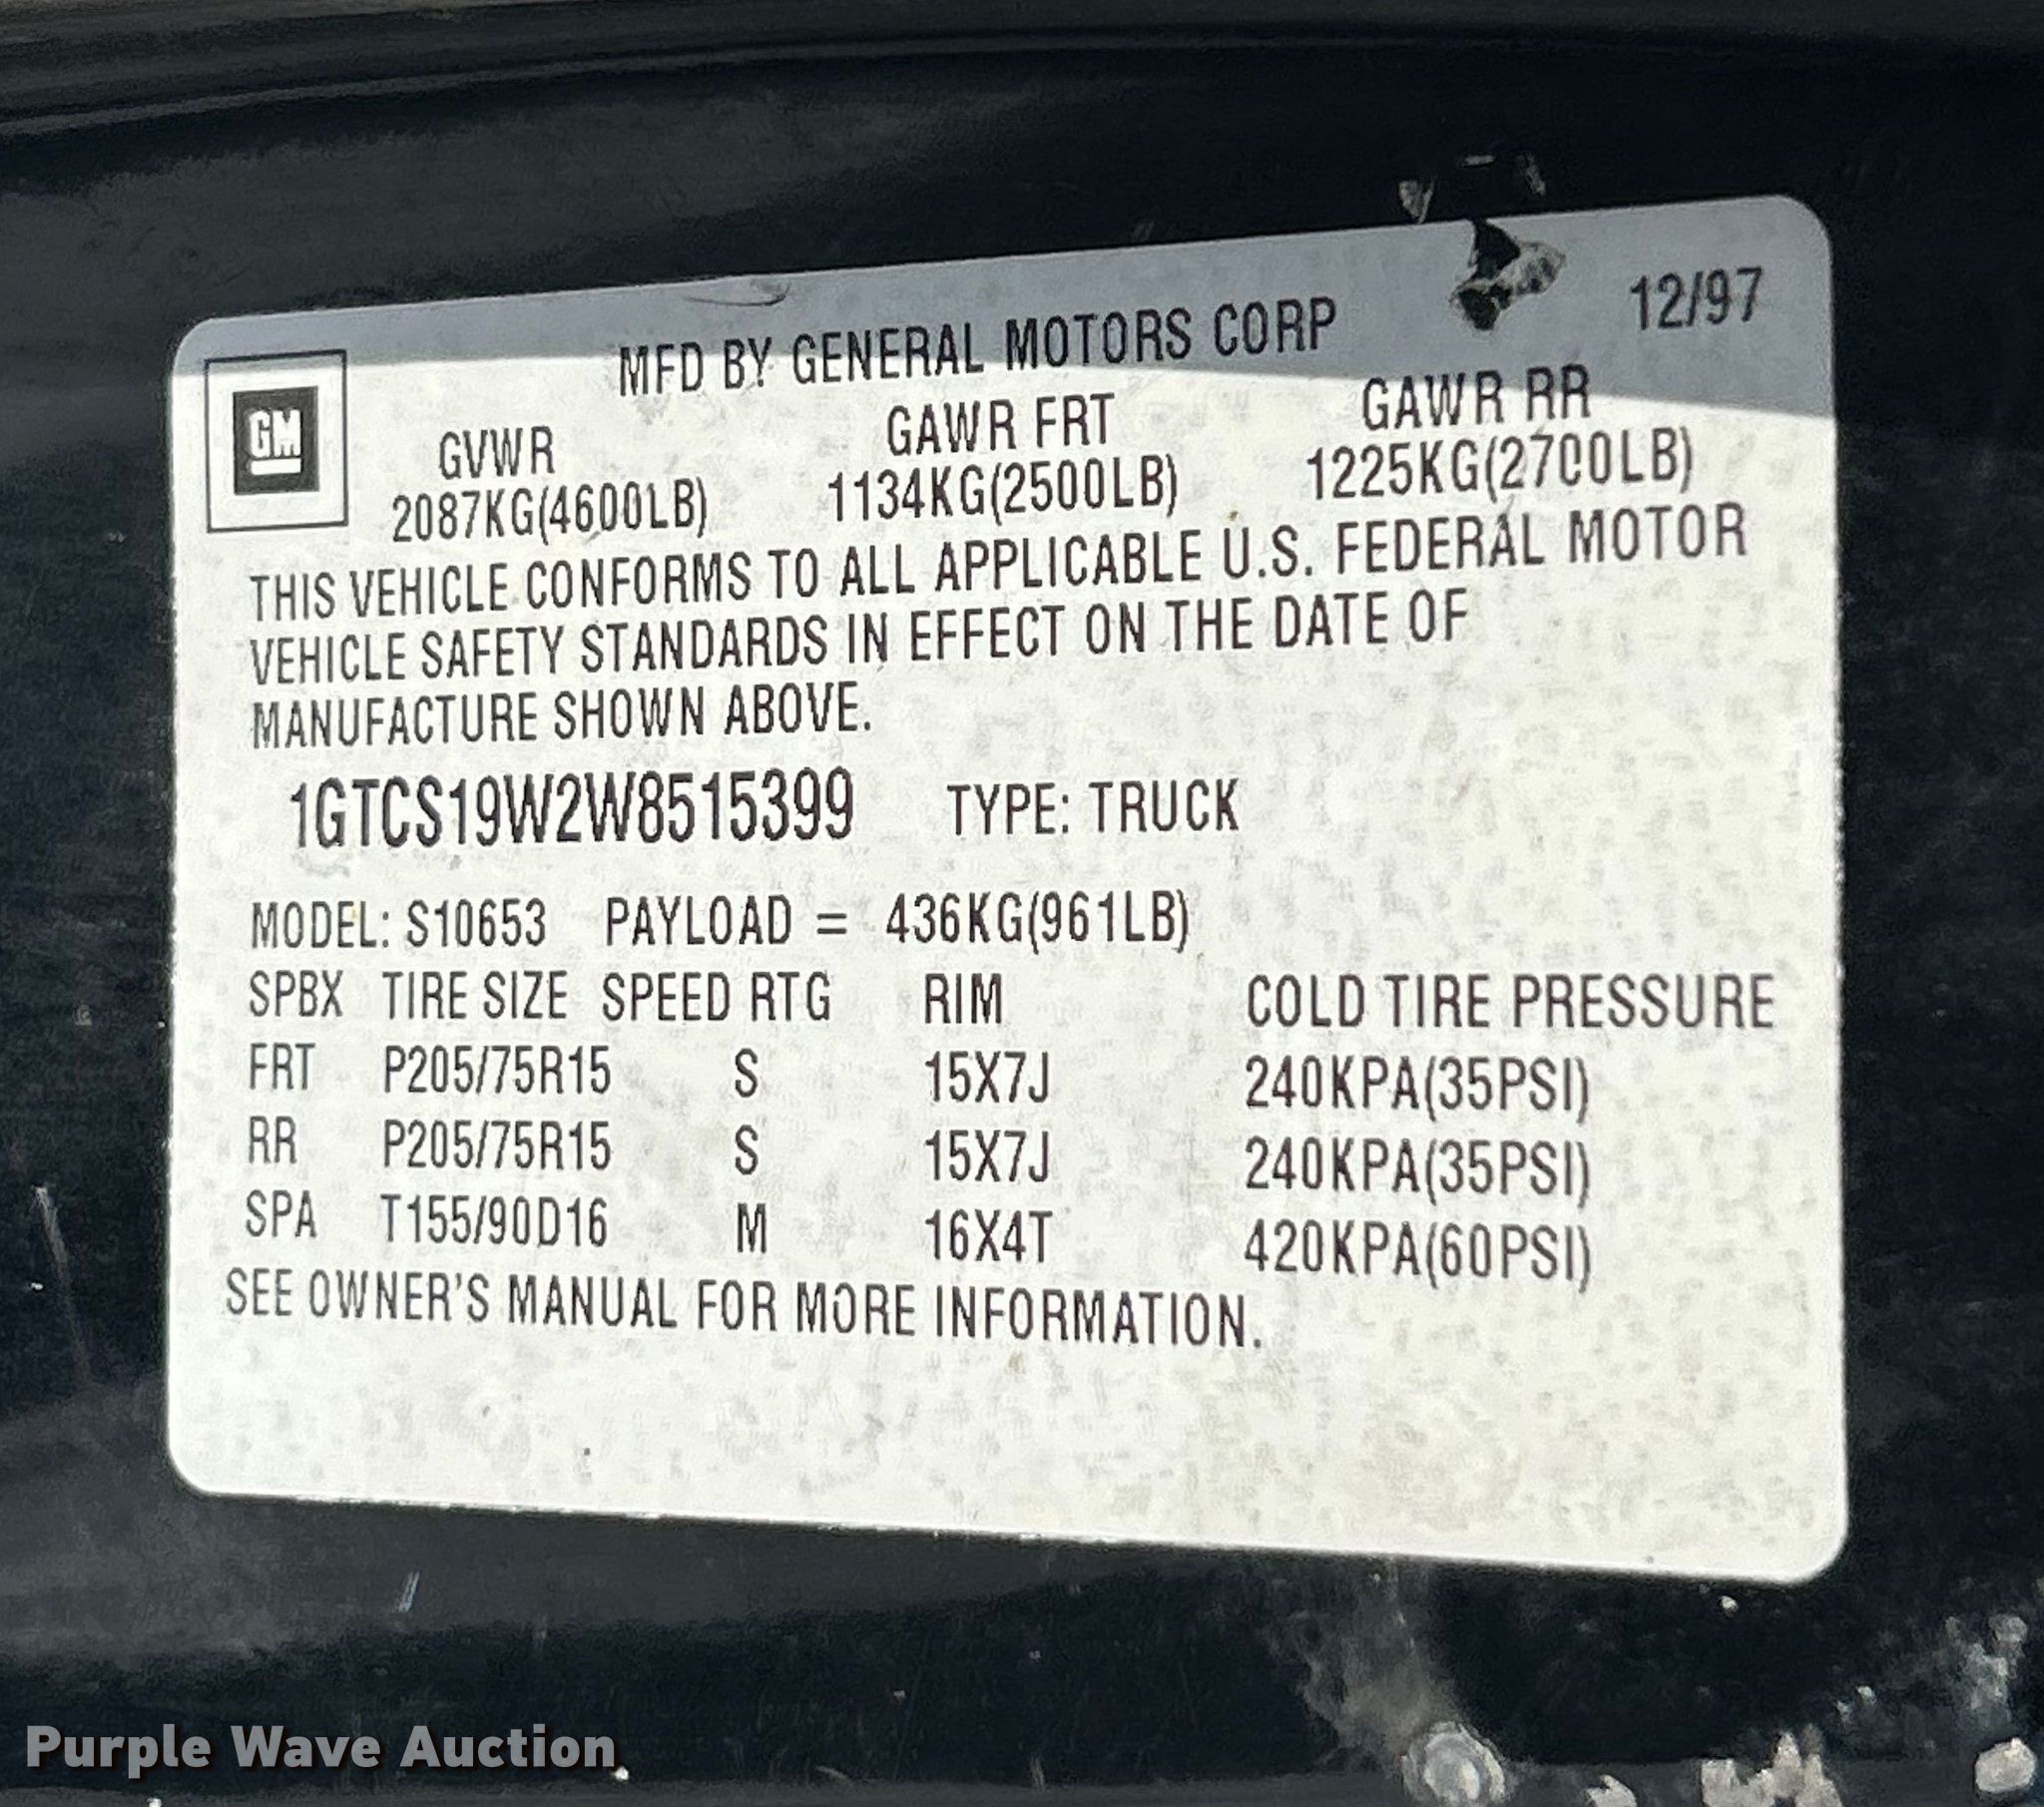 MFD BY GENERAL MOTORS CORP 12/97
GM
GVWR GAWR FRT GAWR RR
2087KG(4600LB) 1134KG(2500LB) 1225KG(2700LB)
THIS VEHICLE CONFORMS TO ALL APPLICABLE U.S. FEDERAL MOTOR
VEHICLE SAFETY STANDARDS IN EFFECT ON THE DATE OF
MANUFACTURE SHOWN ABOVE.
1GTCS19W2W8515399 TYPE: TRUCK
MODEL: S10653 PAYLOAD = 436KG(961LB)
SPBX TIRE SIZE SPEED RTG RIM COLD TIRE PRESSURE
FRT P205/75R15 S 15X7J 240KPA(35PSI)
RR P205/75R15 S 15X7J 240KPA(35PSI)
SPA T155/90D16 M 16X4T 420KPA(60PSI)
SEE OWNER'S MANUAL FOR MORE INFORMATION.
Purple Wave Auction